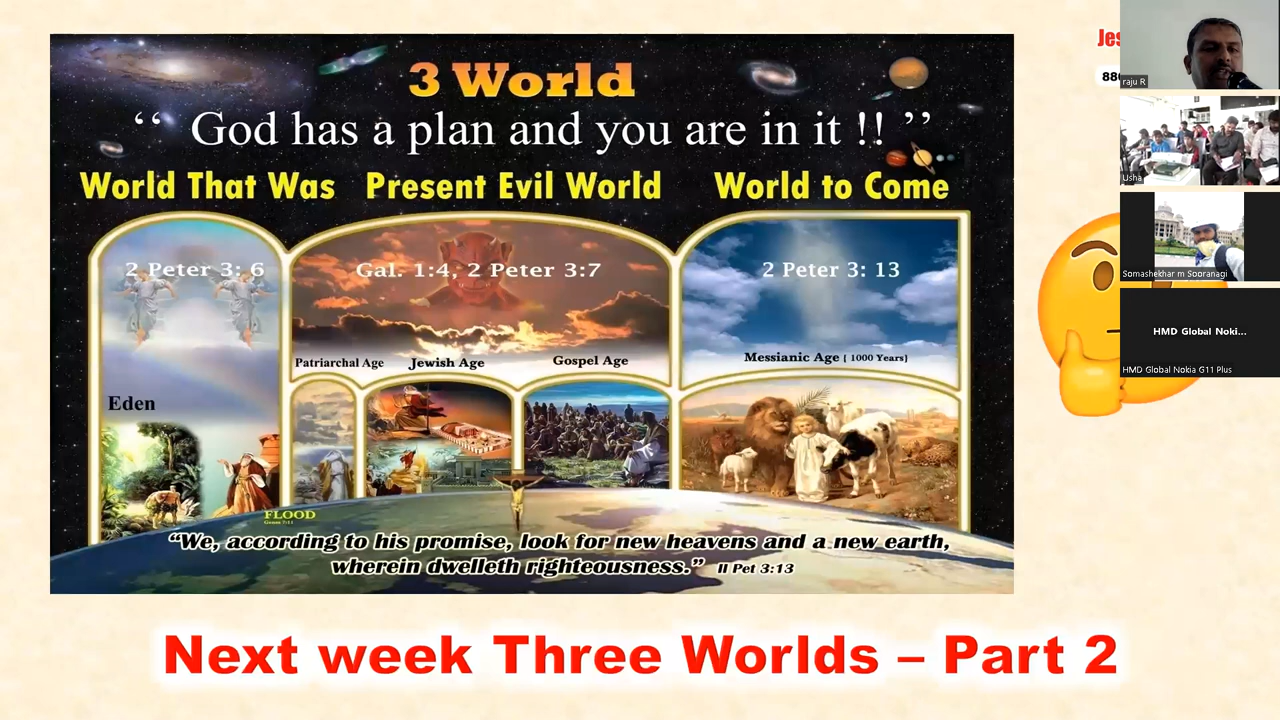 3 World
“ God has a plan and you are in it !! ”
World That Was
Present Evil World
World to Come
2 Peter 3: 6
Gal. 1:4, 2 Peter 3:7
2 Peter 3: 13
Patriarchal Age
Jewish Age
Gospel Age
Messianic Age ( 1000 Years)
Eden
FLOOD
“We, according to his promise, look for new heavens and a new earth,
wherein dwelleth righteousness.” II Pet 3:13
Next week Three Worlds – Part 2
raju R
Usha
Somashekhar m Sooranagi
HMD Global Noki...
HMD Global Nokia G11 Plus